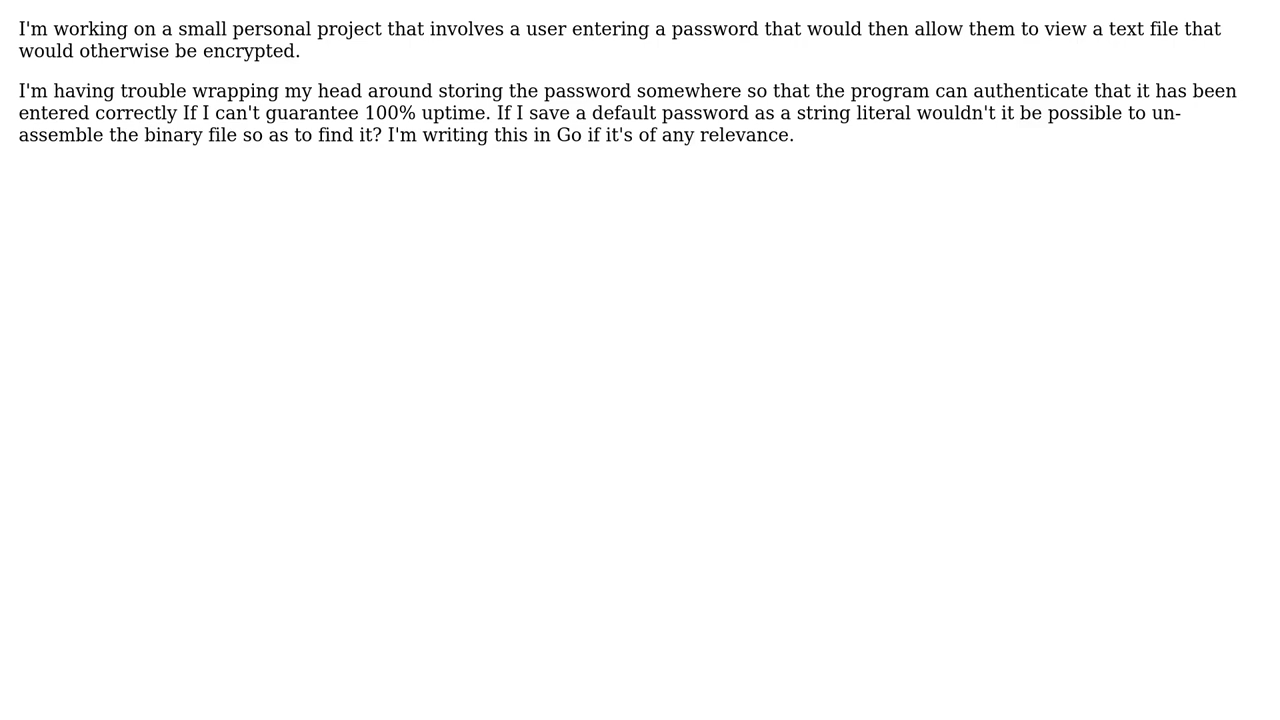 I'm working on a small personal project that involves a user entering a password that would then allow them to view a text file that
would otherwise be encrypted.
I'm having trouble wrapping my head around storing the password somewhere so that the program can authenticate that it has been
entered correctly If I can't guarantee 100% uptime. If I save a default password as a string literal wouldn't it be possible to un-
assemble the binary file so as to find it? I'm writing this in Go if it's of any relevance.